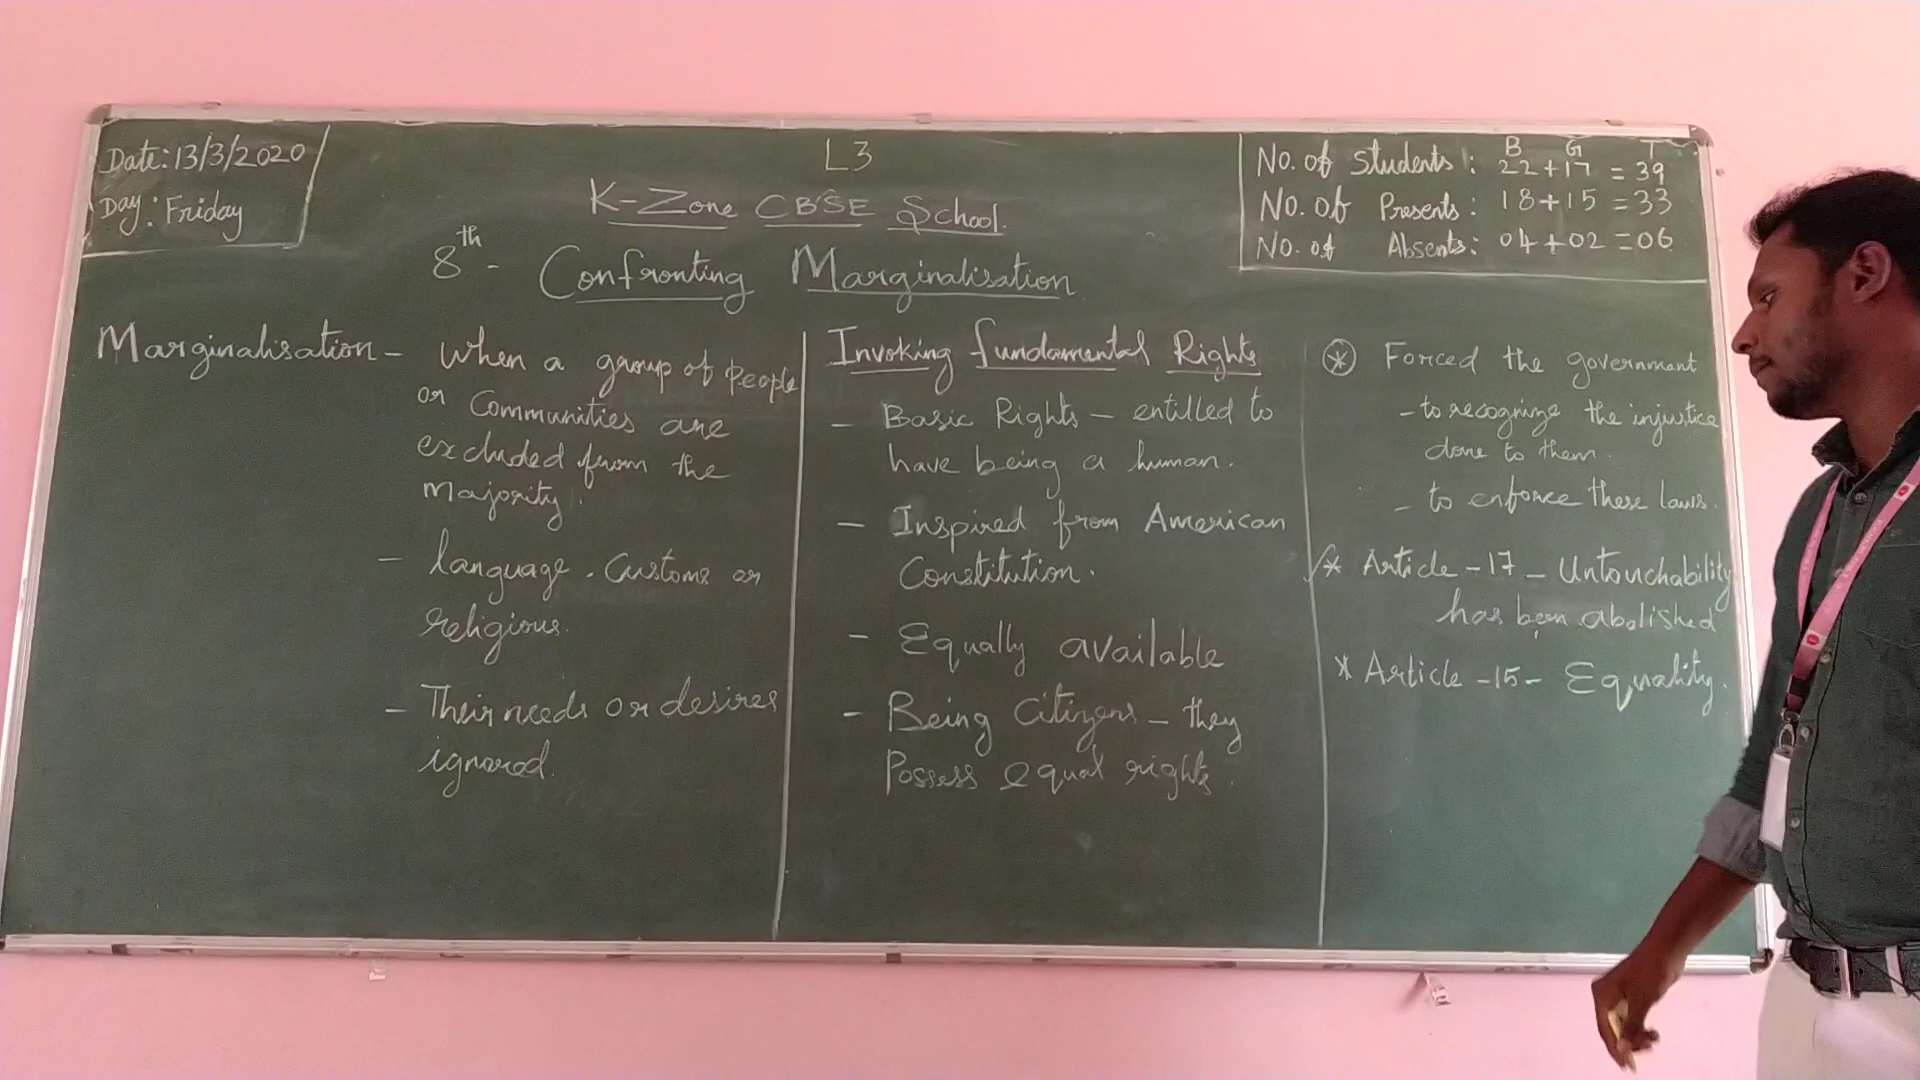 Date: 13/3/2020
Day: Friday
L3
K-Zone CBSE School.
8th - Confronting Marginalisation
B G T
No. of Students: 22+17 = 39
No. of Presents: 18+15 = 33
No. of Absents: 04+02 = 06
Marginalisation - When a group of people
or Communities are
excluded from the
Majority.
- language, Customs or
religious.
- Their needs or desires
ignored.
Invoking fundamental Rights
- Basic Rights - entilled to
have being a human.
- Inspired from American
Constitution.
- Equally available
- Being Citizens - they
Possess equal rights.
* Forced the government
- to recognize the injustice
done to them.
- to enforce these laws.
* Article - 17 - Untouchability
has been abolished
* Article - 15 - Equality.